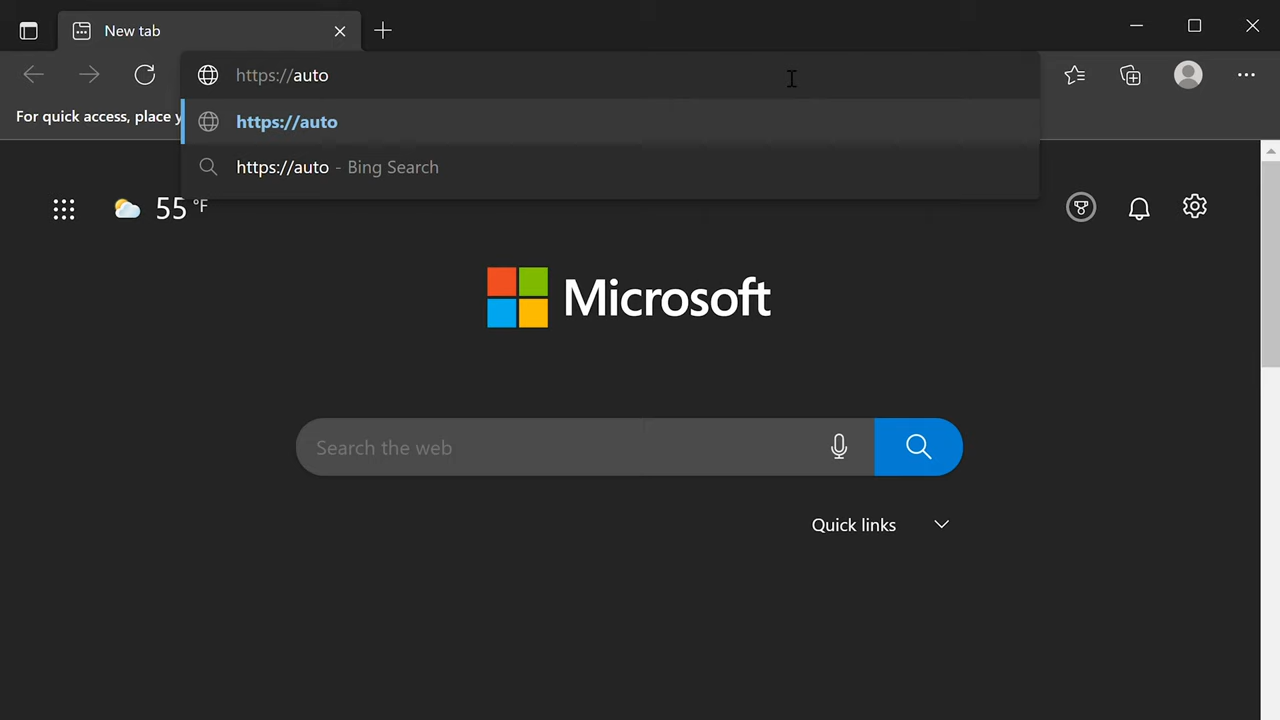 New tab
https://auto
https://auto
https://auto - Bing Search
For quick access, place y
55 °F
Microsoft
Search the web
Quick links